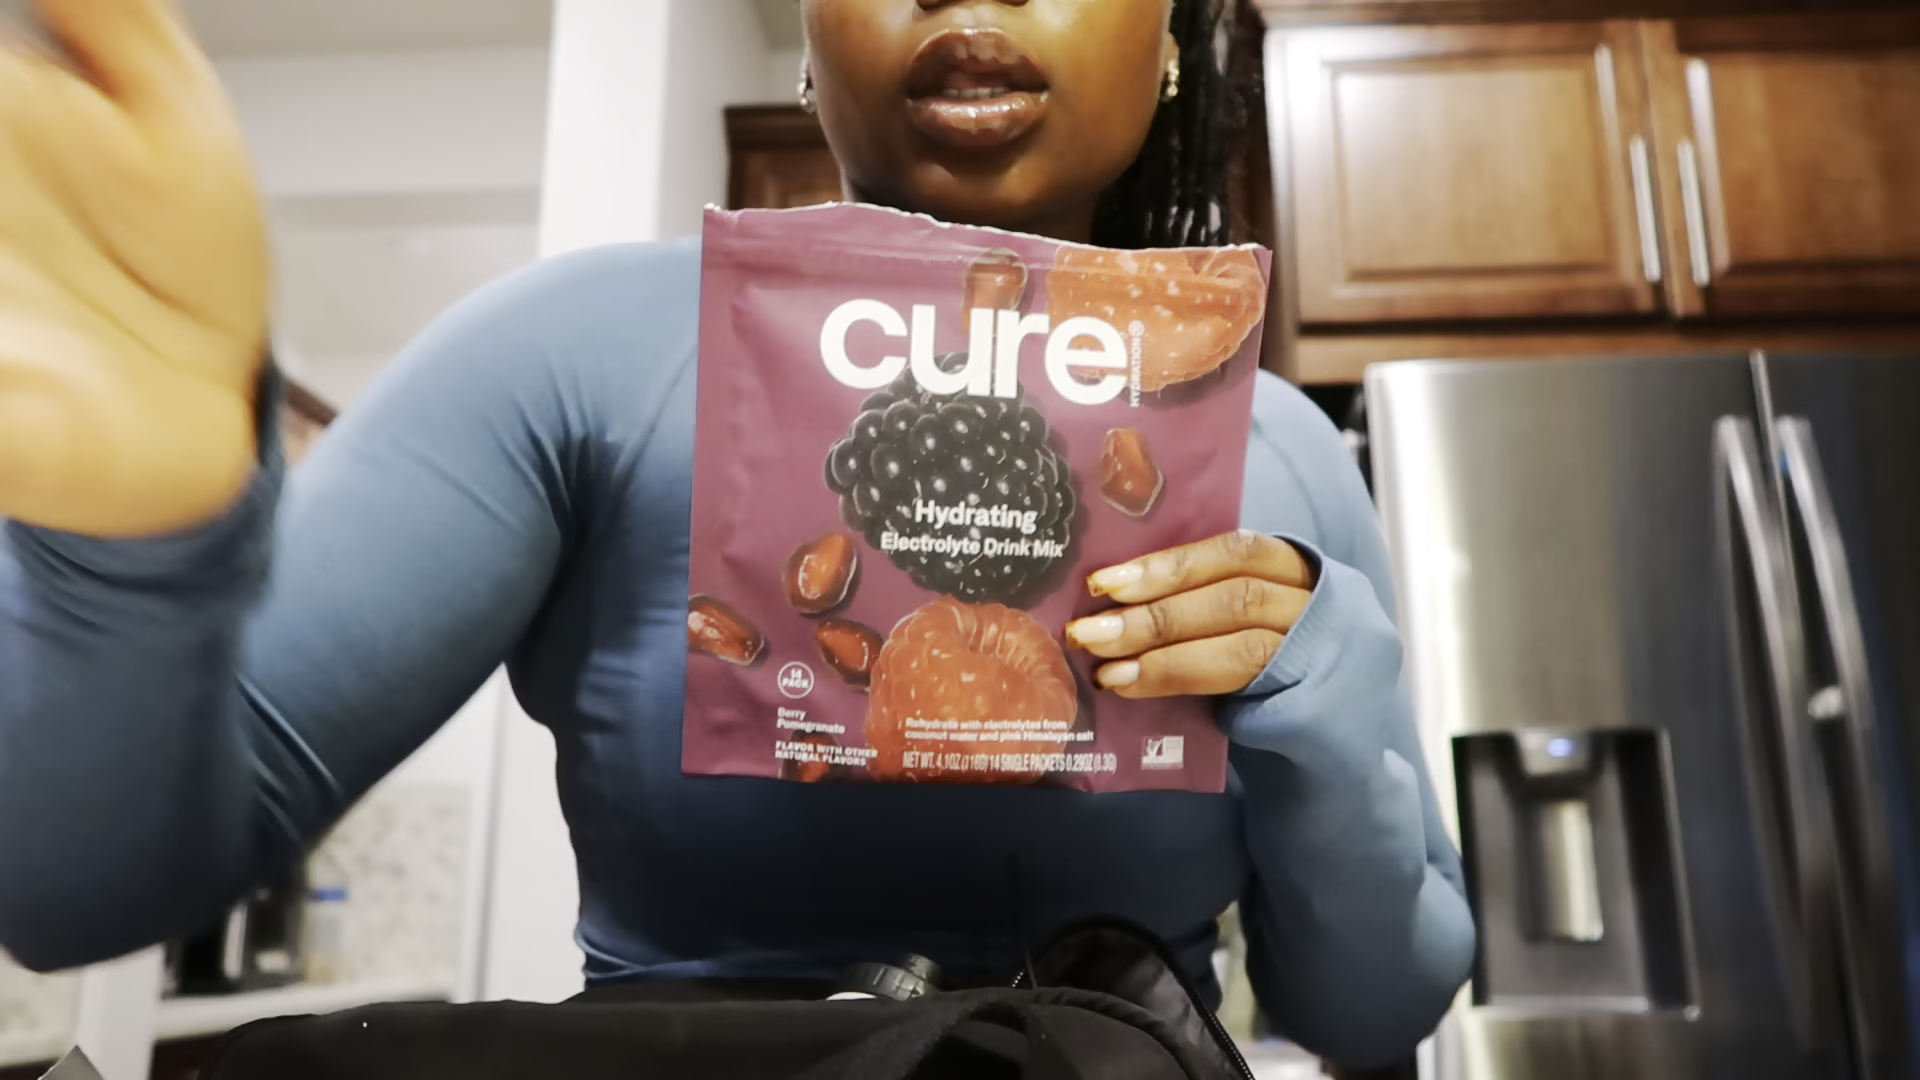 cure
HYDRATION®
Hydrating
Electrolyte Drink Mix
14
PACK
Berry
Pomegranate
FLAVOR WITH OTHER
NATURAL FLAVORS
Rehydrate with electrolytes from
coconut water and pink Himalayan salt
NET WT. 4.1OZ (116G) 14 SINGLE PACKETS 0.29OZ (8.3G)